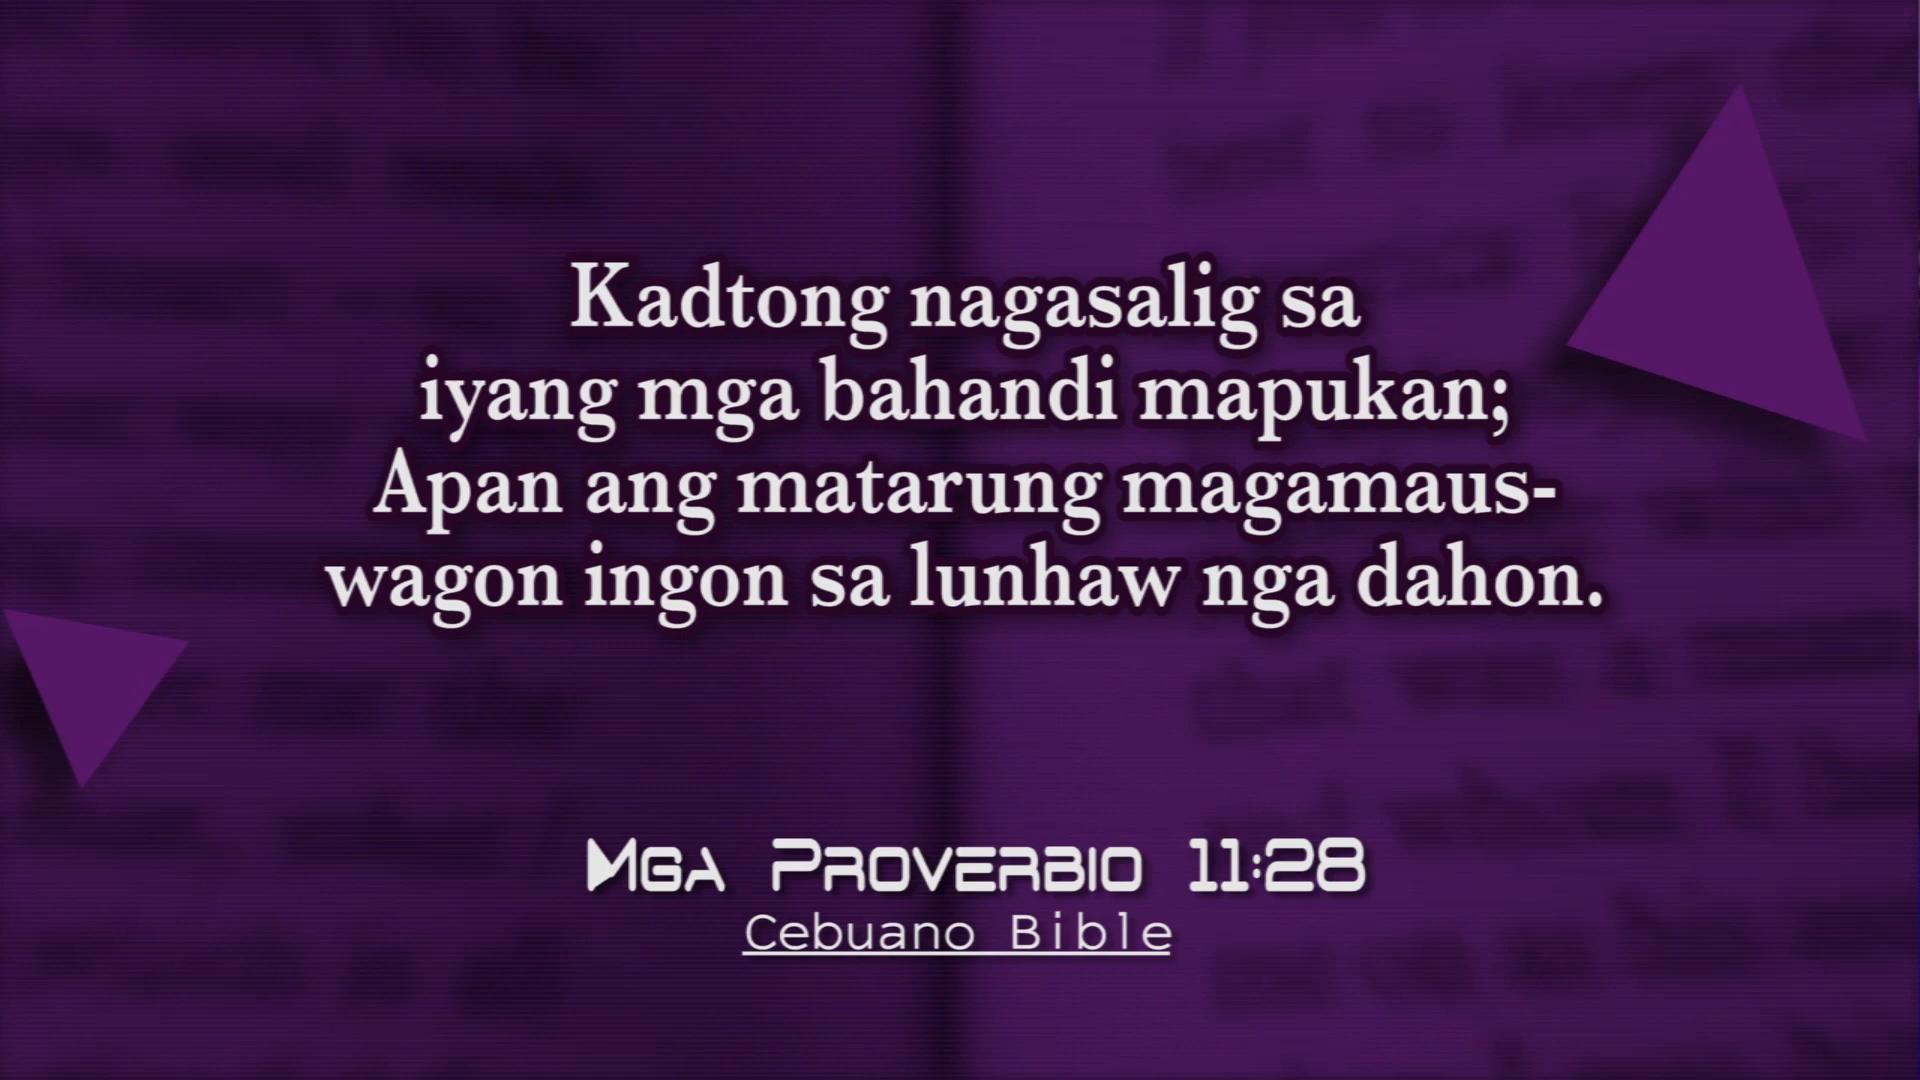 Kadtong nagasalig sa
iyang mga bahandi mapukan;
Apan ang matarung magamaus-
wagon ingon sa lunhaw nga dahon.
Mga Proverbio 11:28
Cebuano Bible